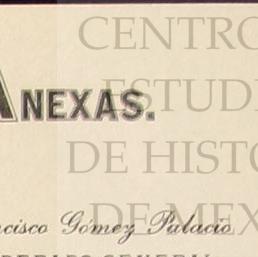 CENTRO
ANEXAS.
ESTUDI
DE HISTO
ncisco Gómez Palacio
DE MEX